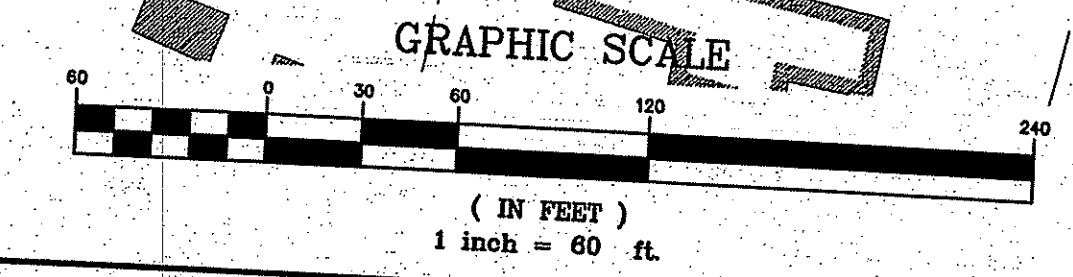 GRAPHIC SCALE
60 0 30 60 120 240
( IN FEET )
1 inch = 60 ft.